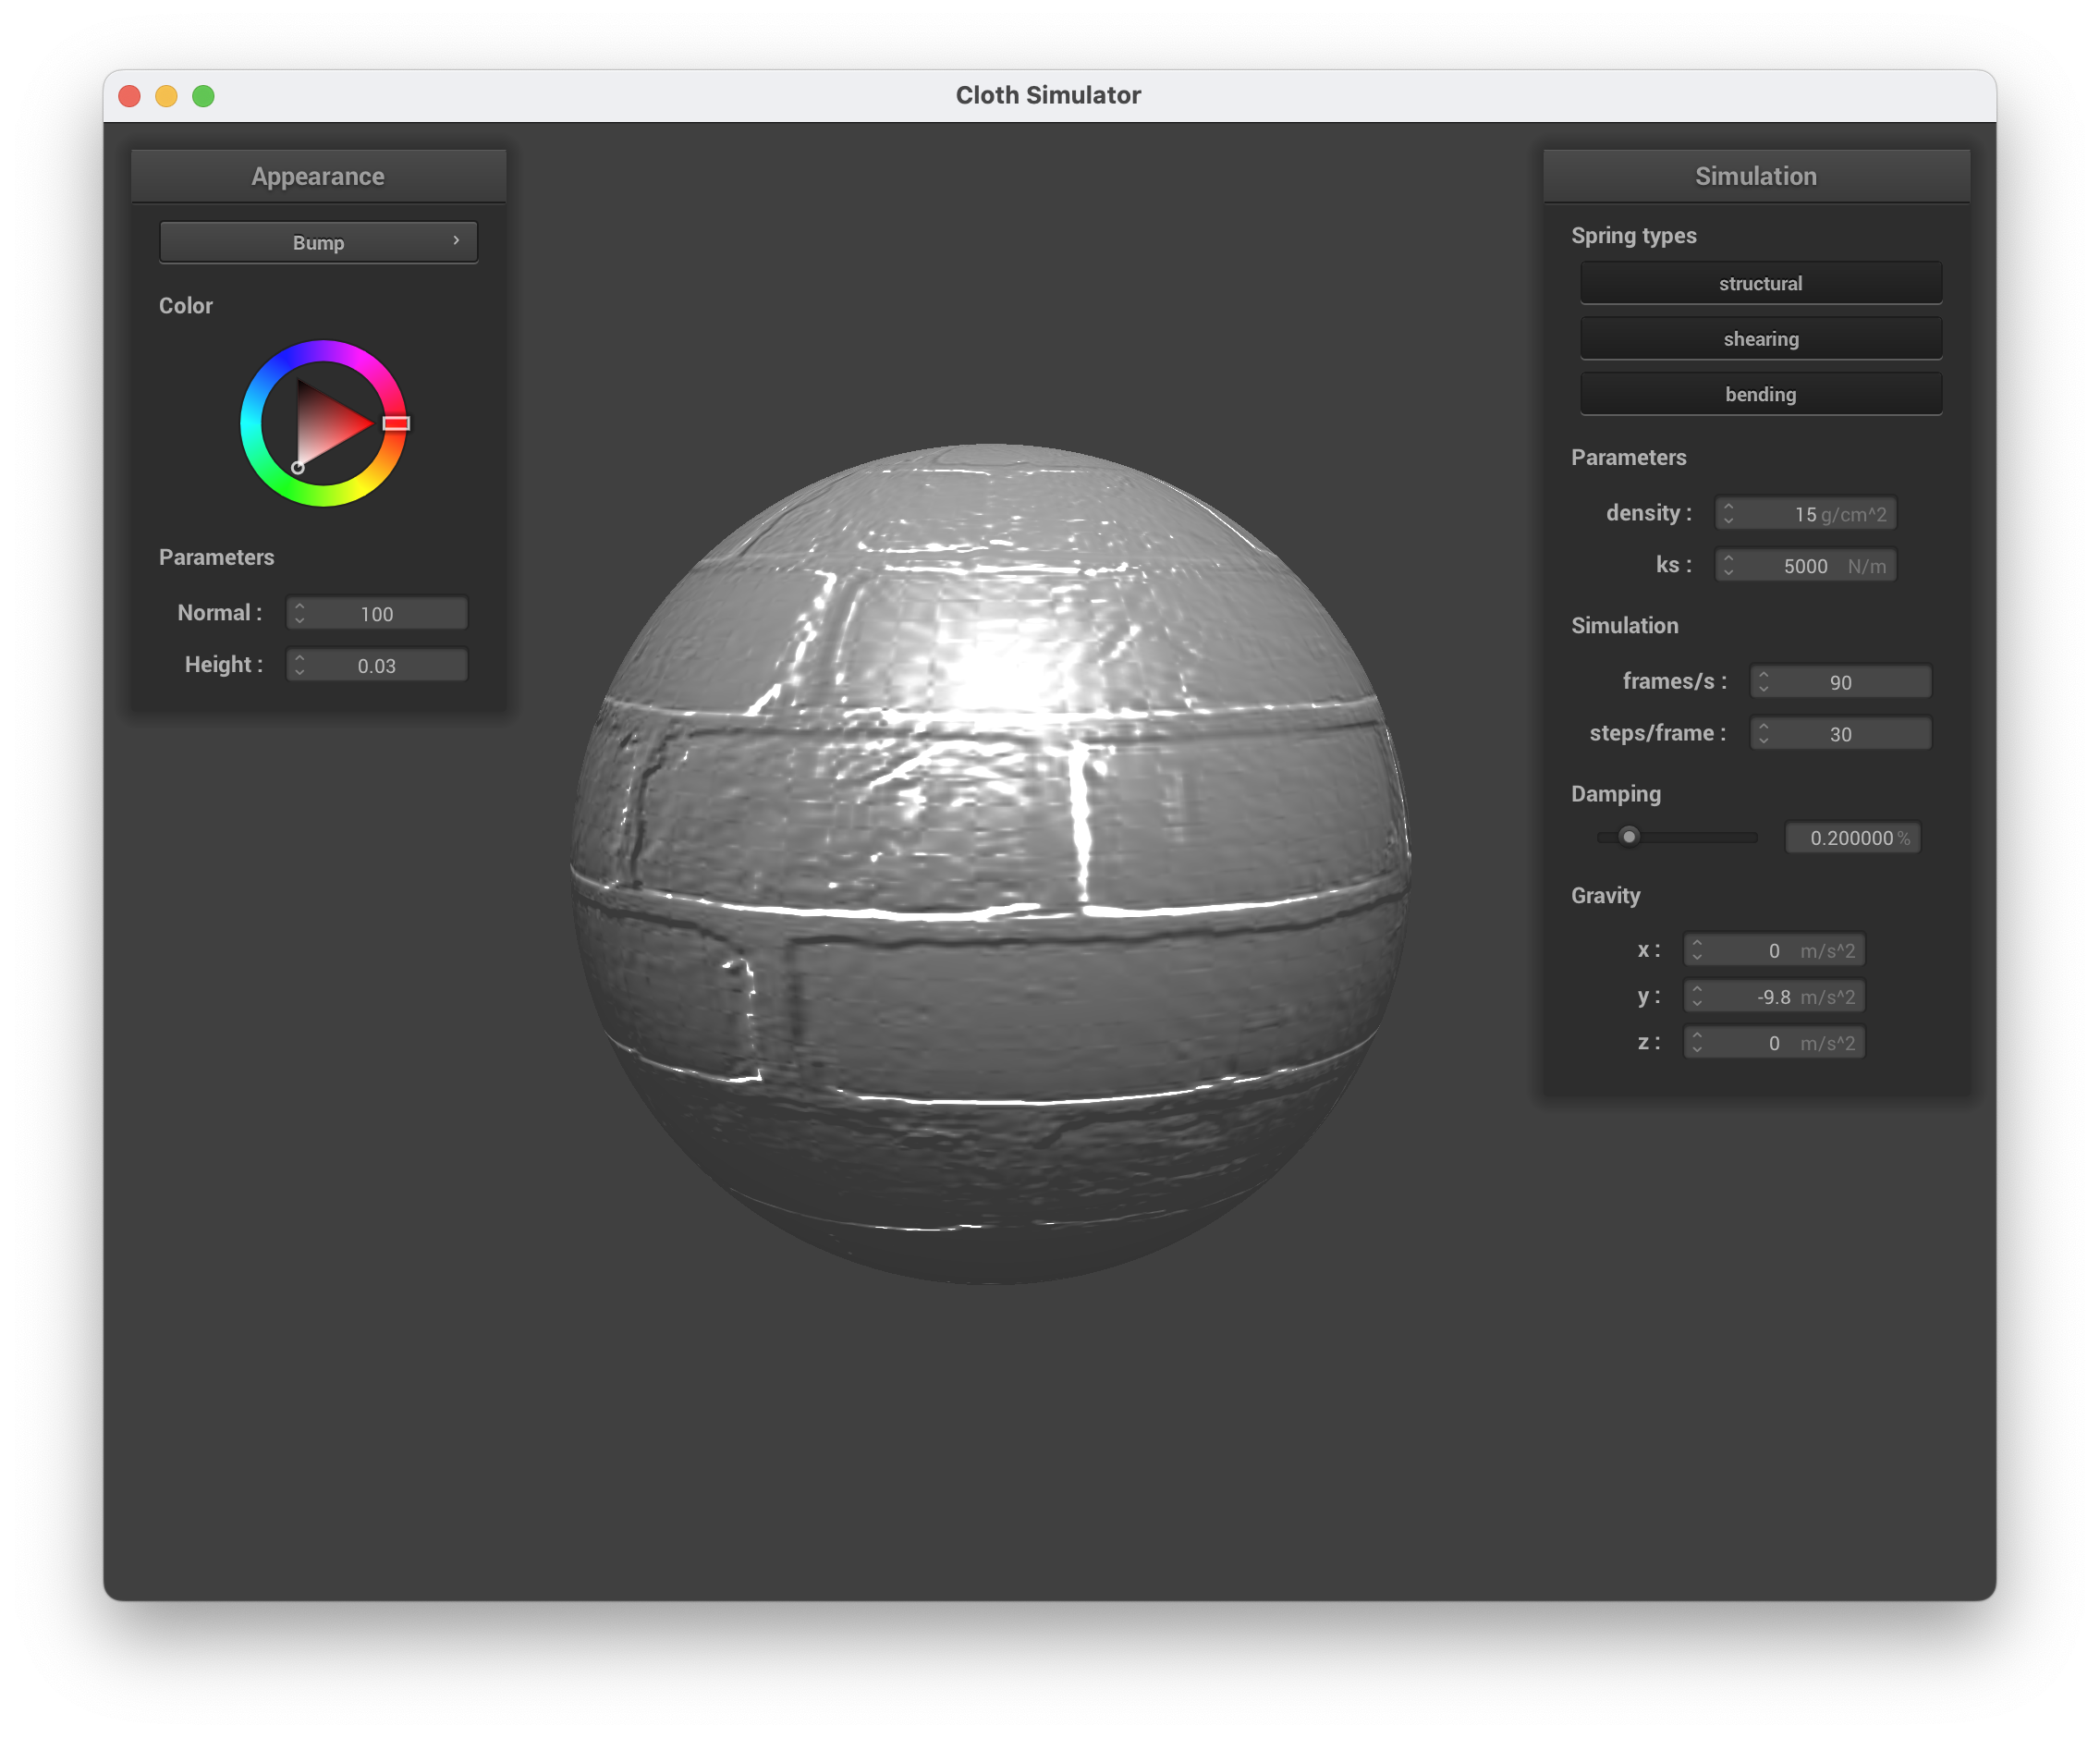 Cloth Simulator
Appearance
Bump
Color
Parameters
Normal : 100
Height : 0.03
Simulation
Spring types
structural
shearing
bending
Parameters
density : 15 g/cm^2
ks : 5000 N/m
Simulation
frames/s : 90
steps/frame : 30
Damping
0.200000 %
Gravity
x : 0 m/s^2
y : -9.8 m/s^2
z : 0 m/s^2